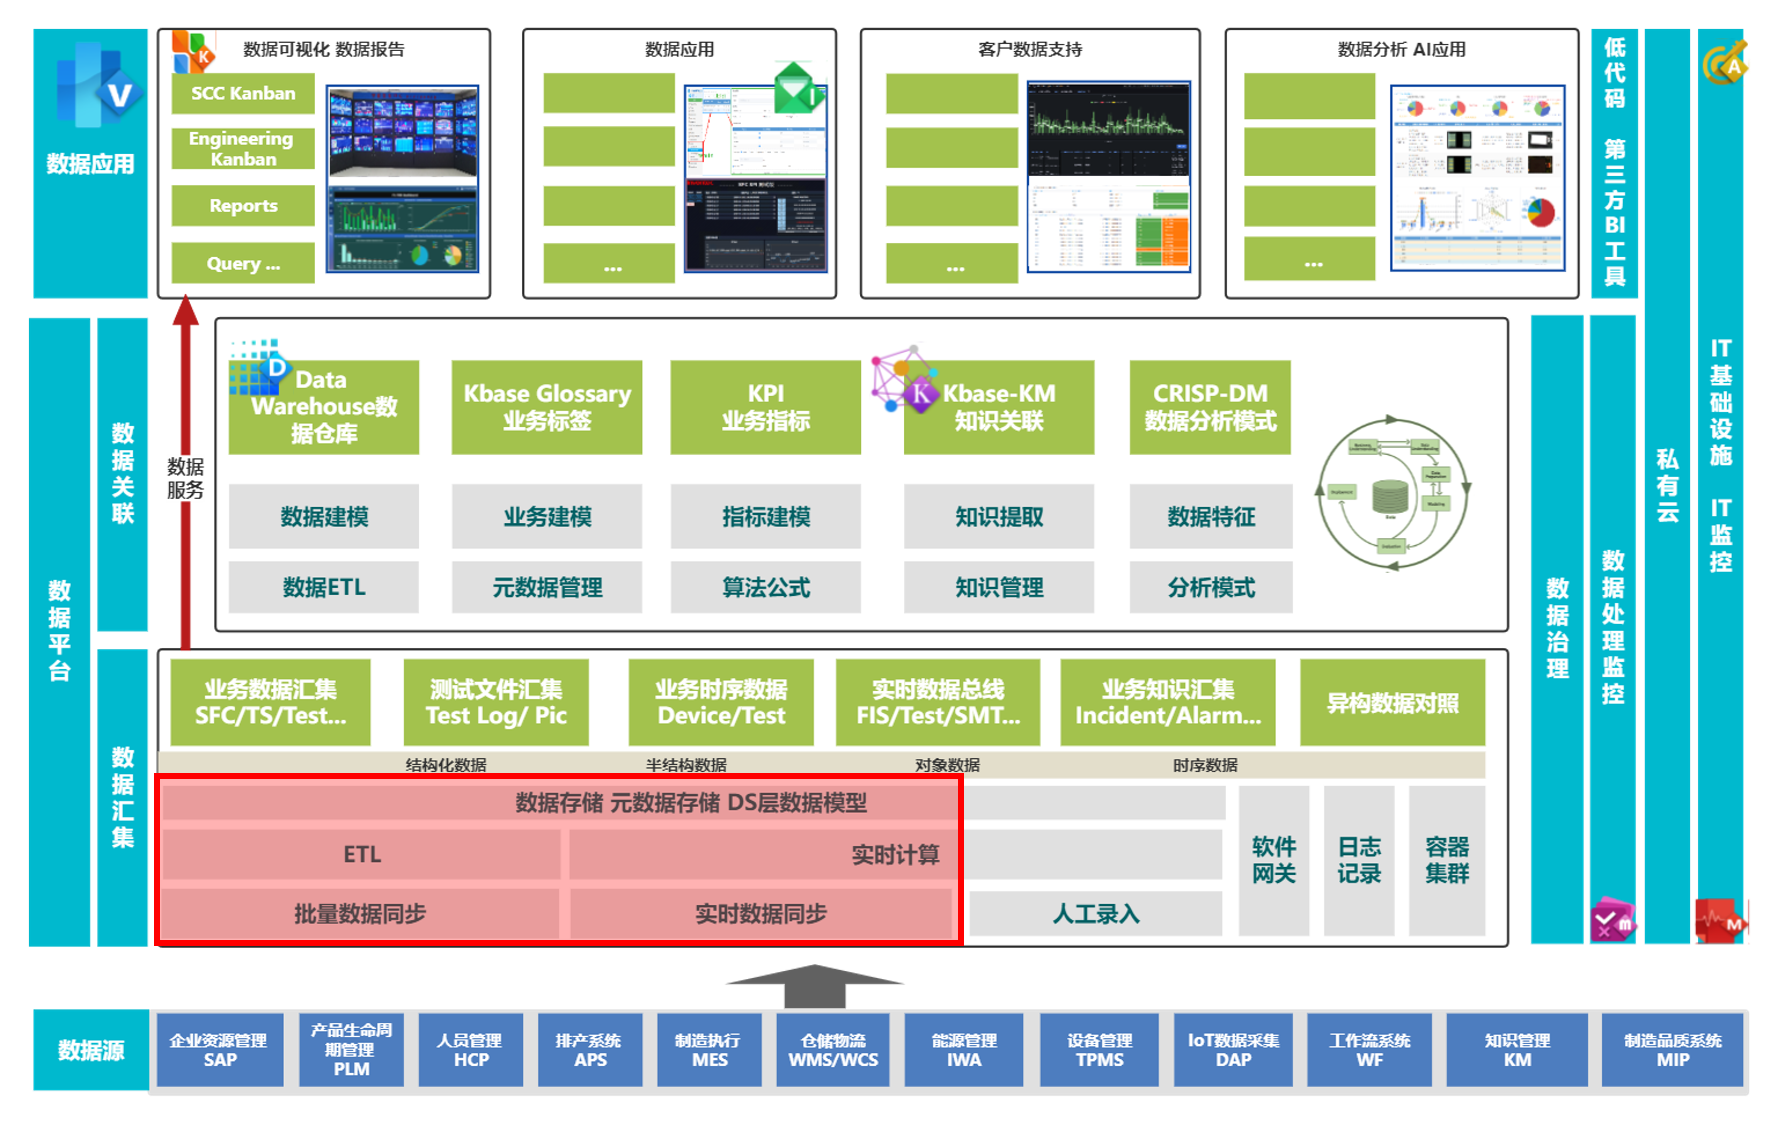 数据应用
数据可视化 数据报告
SCC Kanban
Engineering
Kanban
Reports
Query ...
数据应用
...
客户数据支持
...
数据分析 AI应用
...
低代码 第三方BI工具
私有云
IT基础设施 IT监控
数据平台
数据关联
数据服务
Data
Warehouse数
据仓库
数据建模
数据ETL
Kbase Glossary
业务标签
业务建模
元数据管理
KPI
业务指标
指标建模
算法公式
Kbase-KM
知识关联
知识提取
知识管理
CRISP-DM
数据分析模式
数据特征
分析模式
数据治理
数据处理监控
数据汇集
业务数据汇集
SFC/TS/Test...
测试文件汇集
Test Log/ Pic
业务时序数据
Device/Test
实时数据总线
FIS/Test/SMT...
业务知识汇集
Incident/Alarm...
异构数据对照
结构化数据
半结构数据
对象数据
时序数据
数据存储 元数据存储 DS层数据模型
ETL
实时计算
批量数据同步
实时数据同步
人工录入
软件
网关
日志
记录
容器
集群
数据源
企业资源管理
SAP
产品生命周
期管理
PLM
人员管理
HCP
排产系统
APS
制造执行
MES
仓储物流
WMS/WCS
能源管理
IWA
设备管理
TPMS
IoT数据采集
DAP
工作流系统
WF
知识管理
KM
制造品质系统
MIP